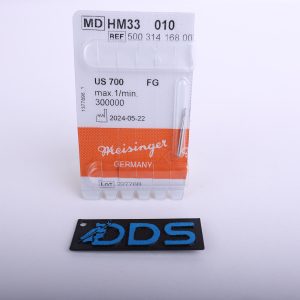 MD HM33 010
REF 500 314 168 00
US 700 FG
max.1/min.
300000
2024-05-22
Meisinger
GERMANY
Lot
DDS